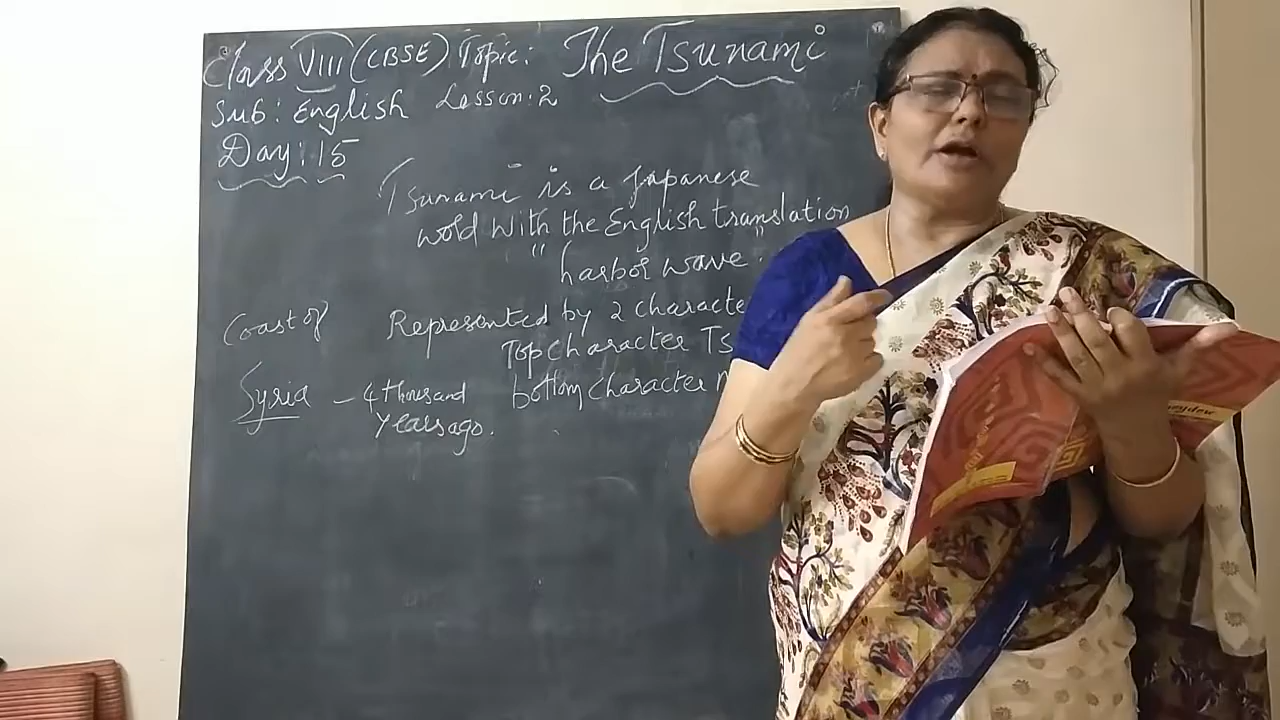 Class VIII (CBSE) Topic: The Tsunami
Sub: English Lesson: 2
Day: 15
Tsunami is a Japanese
wold With the English translation
"harbor wave."
Coast of
Represented by 2 characte
Top character Ts
Syria - 4 thousand
years ago.
bottom character n